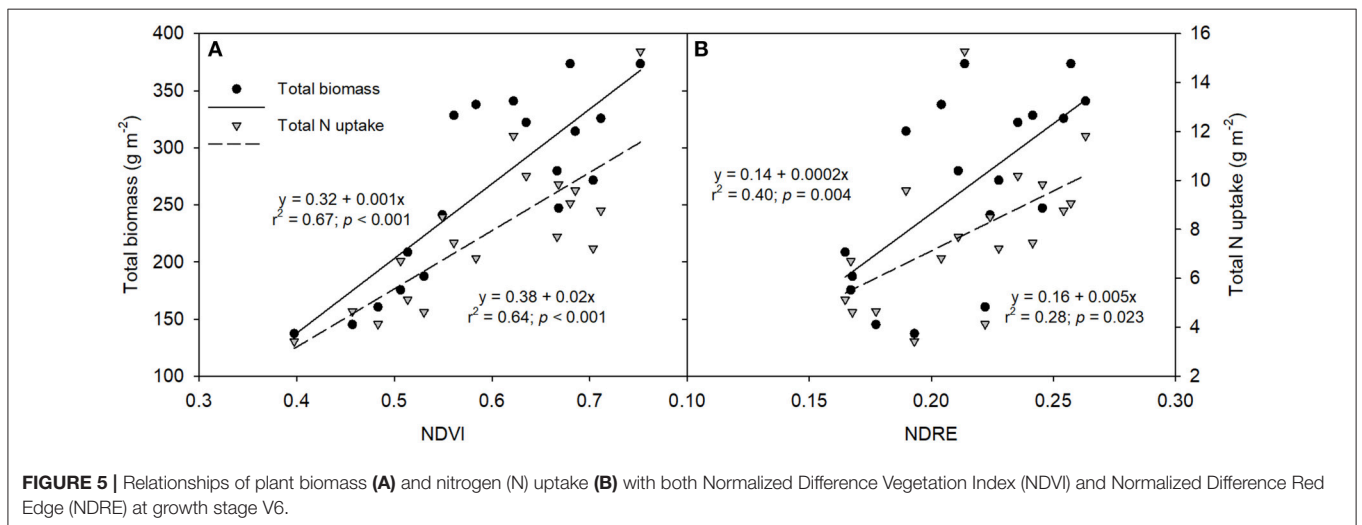 A
B
Total biomass
Total N uptake
y = 0.32 + 0.001x
r² = 0.67; p < 0.001
y = 0.38 + 0.02x
r² = 0.64; p < 0.001
y = 0.14 + 0.0002x
r² = 0.40; p = 0.004
y = 0.16 + 0.005x
r² = 0.28; p = 0.023
Total biomass (g m⁻²)
400
350
300
250
200
150
100
Total N uptake (g m⁻²)
16
14
12
10
8
6
4
2
0.3 0.4 0.5 0.6 0.7 0.10 0.15 0.20 0.25 0.30
NDVI NDRE
FIGURE 5 | Relationships of plant biomass (A) and nitrogen (N) uptake (B) with both Normalized Difference Vegetation Index (NDVI) and Normalized Difference Red
Edge (NDRE) at growth stage V6.